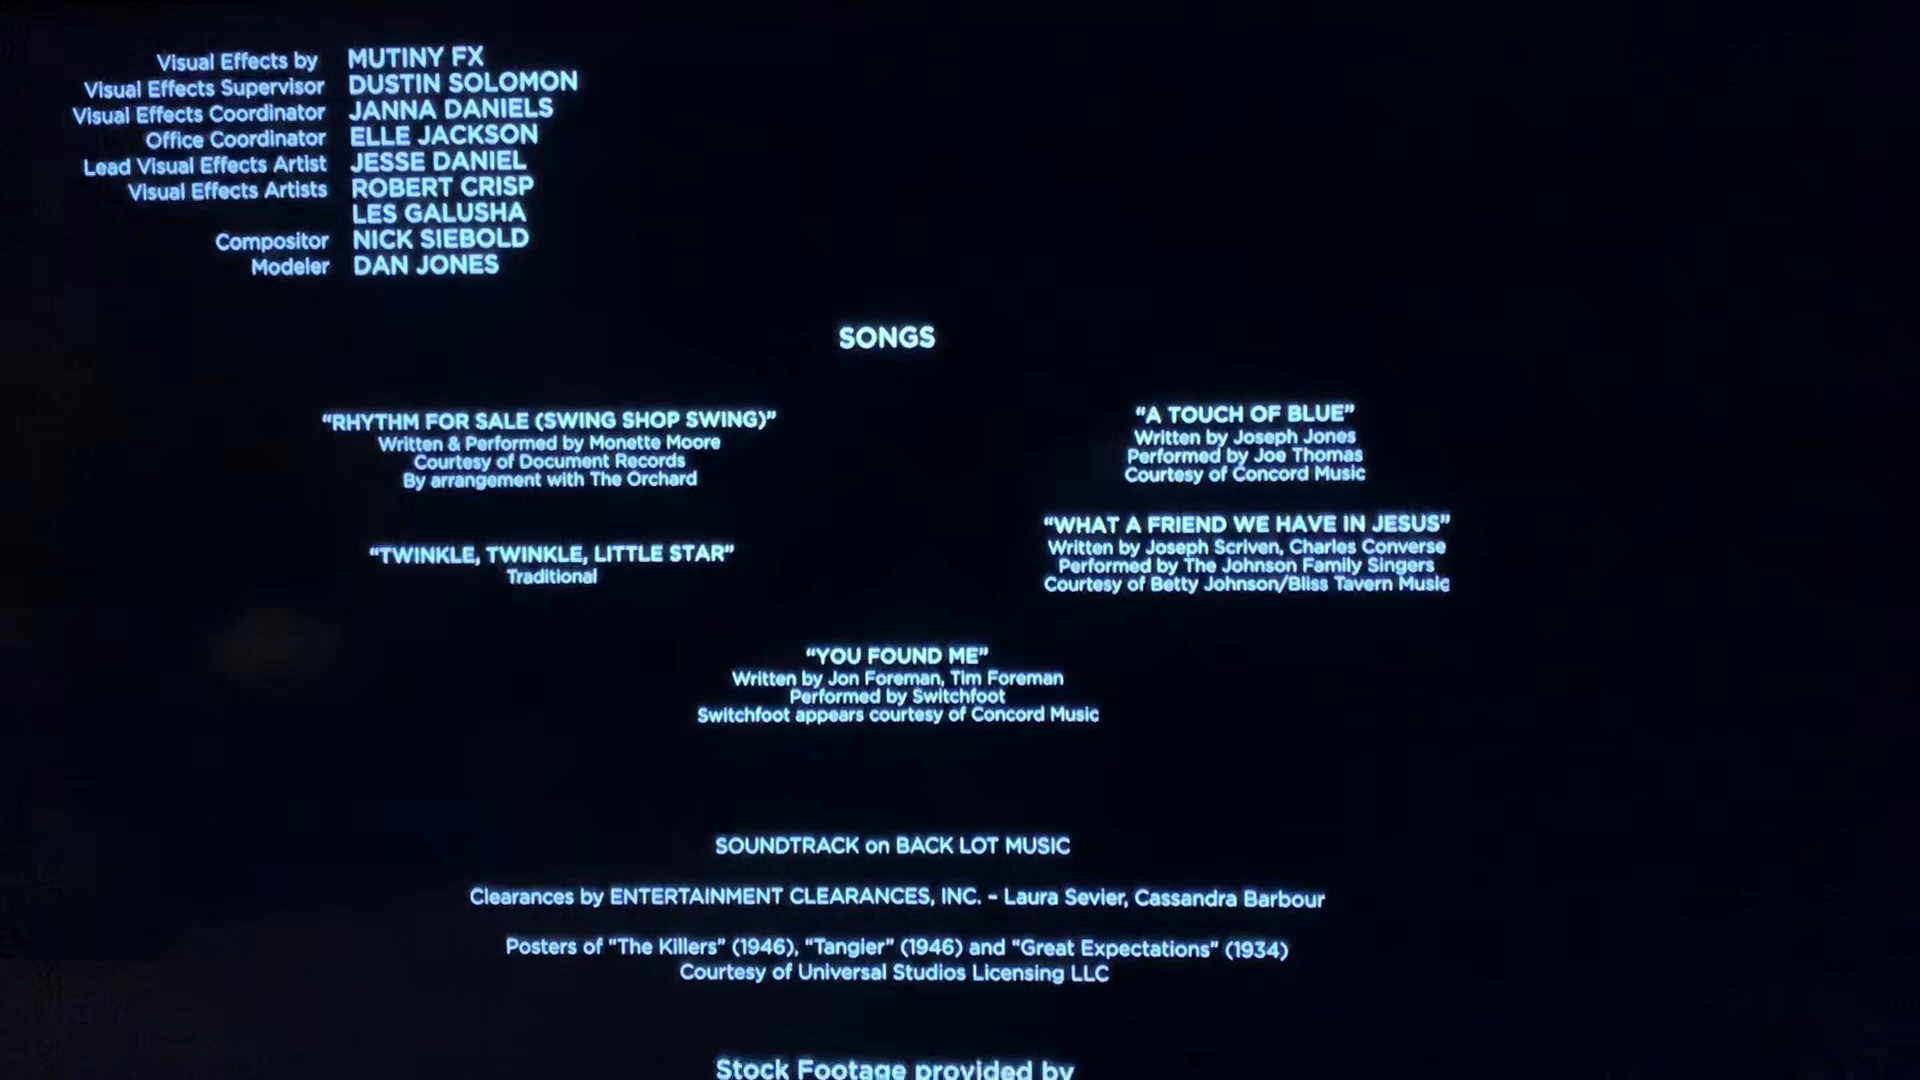 Visual Effects by MUTINY FX
Visual Effects Supervisor DUSTIN SOLOMON
Visual Effects Coordinator JANNA DANIELS
Office Coordinator ELLE JACKSON
Lead Visual Effects Artist JESSE DANIEL
Visual Effects Artists ROBERT CRISP
LES GALUSHA
Compositor NICK SIEBOLD
Modeler DAN JONES
SONGS
“RHYTHM FOR SALE (SWING SHOP SWING)”
Written & Performed by Monette Moore
Courtesy of Document Records
By arrangement with The Orchard
“TWINKLE, TWINKLE, LITTLE STAR”
Traditional
“A TOUCH OF BLUE”
Written by Joseph Jones
Performed by Joe Thomas
Courtesy of Concord Music
“WHAT A FRIEND WE HAVE IN JESUS”
Written by Joseph Scriven, Charles Converse
Performed by The Johnson Family Singers
Courtesy of Betty Johnson/Bliss Tavern Music
“YOU FOUND ME”
Written by Jon Foreman, Tim Foreman
Performed by Switchfoot
Switchfoot appears courtesy of Concord Music
SOUNDTRACK on BACK LOT MUSIC
Clearances by ENTERTAINMENT CLEARANCES, INC. - Laura Sevier, Cassandra Barbour
Posters of “The Killers” (1946), “Tangier” (1946) and “Great Expectations” (1934)
Courtesy of Universal Studios Licensing LLC
Stock Footage provided by